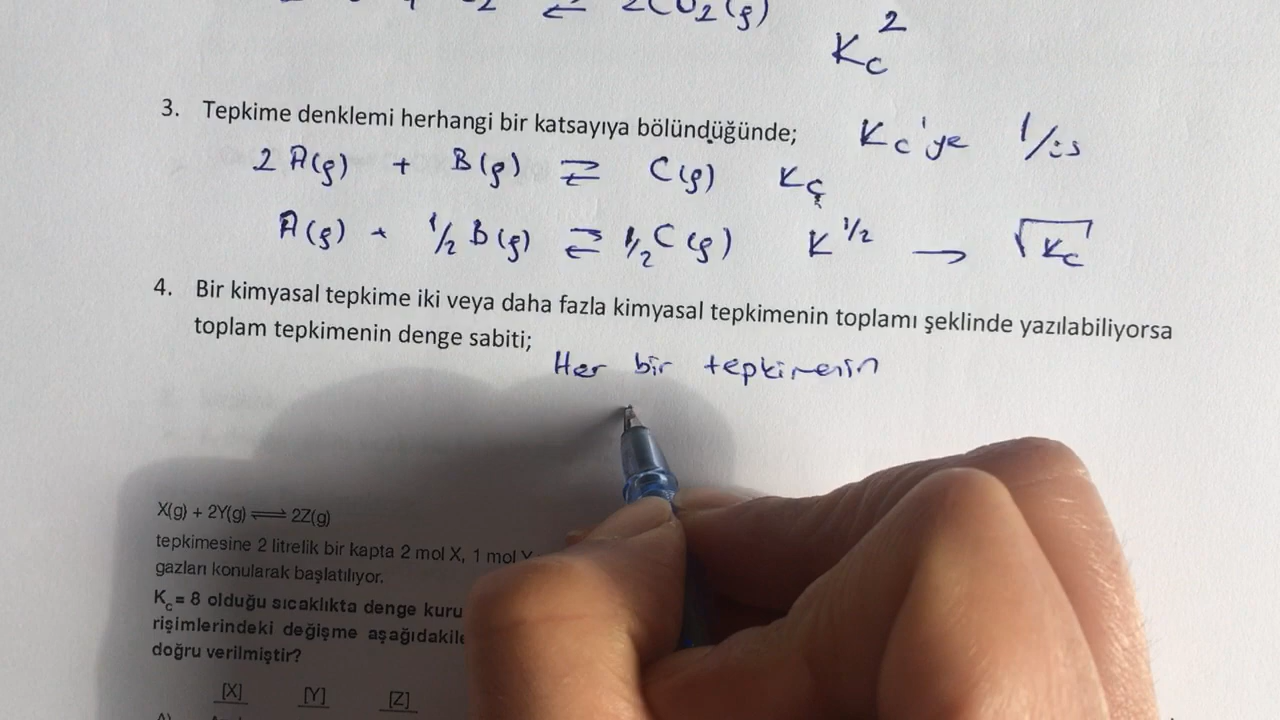 2CO₂(g)
Kc²
3. Tepkime denklemi herhangi bir katsayıya bölündüğünde; Kc'ye 1/üs
2 A(g) + B(g) ⇄ C(g) Kç
A(g) + 1/2 B(g) ⇄ 1/2 C(g) K^1/2 → √Kc
4. Bir kimyasal tepkime iki veya daha fazla kimyasal tepkimenin toplamı şeklinde yazılabiliyorsa
toplam tepkimenin denge sabiti; Her bir tepkimenin
X(g) + 2Y(g) ⇌ 2Z(g)
tepkimesine 2 litrelik bir kapta 2 mol X, 1 mol Y
gazları konularak başlatılıyor.
Kc = 8 olduğu sıcaklıkta denge kuru
rişimlerindeki değişme aşağıdakile
doğru verilmiştir?
[X] [Y] [Z]